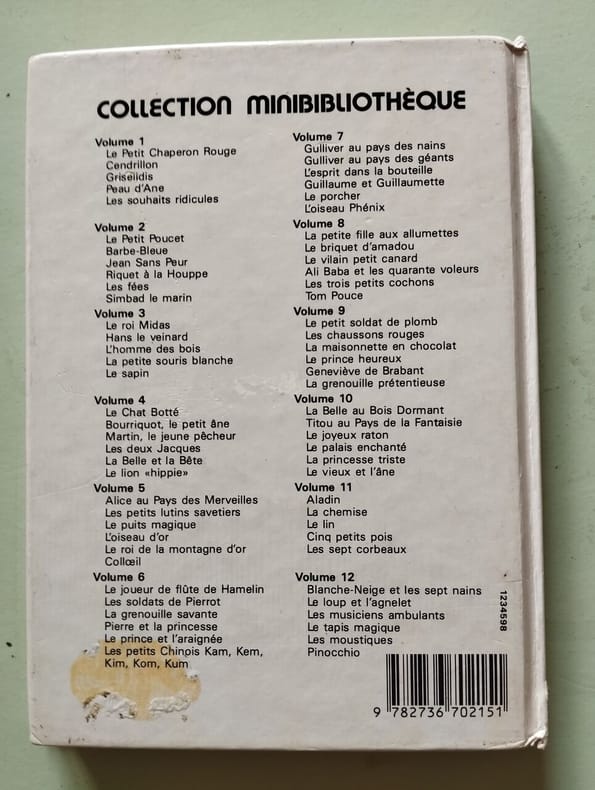 COLLECTION MINIBIBLIOTHÈQUE
Volume 1
Le Petit Chaperon Rouge
Cendrillon
Griselidis
Peau d'Ane
Les souhaits ridicules
Volume 2
Le Petit Poucet
Barbe-Bleue
Jean Sans Peur
Riquet à la Houppe
Les fées
Simbad le marin
Volume 3
Le roi Midas
Hans le veinard
L'homme des bois
La petite souris blanche
Le sapin
Volume 4
Le Chat Botté
Bourriquot, le petit âne
Martin, le jeune pêcheur
Les deux Jacques
La Belle et la Bête
Le lion «hippie»
Volume 5
Alice au Pays des Merveilles
Les petits lutins savetiers
Le puits magique
L'oiseau d'or
Le roi de la montagne d'or
Collœil
Volume 6
Le joueur de flûte de Hamelin
Les soldats de Pierrot
La grenouille savante
Pierre et la princesse
Le prince et l'araignée
Les petits Chinois Kam, Kem,
Kim, Kom, Kum
Volume 7
Gulliver au pays des nains
Gulliver au pays des géants
L'esprit dans la bouteille
Guillaume et Guillaumette
Le porcher
L'oiseau Phénix
Volume 8
La petite fille aux allumettes
Le briquet d'amadou
Le vilain petit canard
Ali Baba et les quarante voleurs
Les trois petits cochons
Tom Pouce
Volume 9
Le petit soldat de plomb
Les chaussons rouges
La maisonnette en chocolat
Le prince heureux
Geneviève de Brabant
La grenouille prétentieuse
Volume 10
La Belle au Bois Dormant
Titou au Pays de la Fantaisie
Le joyeux raton
Le palais enchanté
La princesse triste
Le vieux et l'âne
Volume 11
Aladin
La chemise
Le lin
Cinq petits pois
Les sept corbeaux
Volume 12
Blanche-Neige et les sept nains
Le loup et l'agnelet
Les musiciens ambulants
Le tapis magique
Les moustiques
Pinocchio
1234598
9 782736 702151